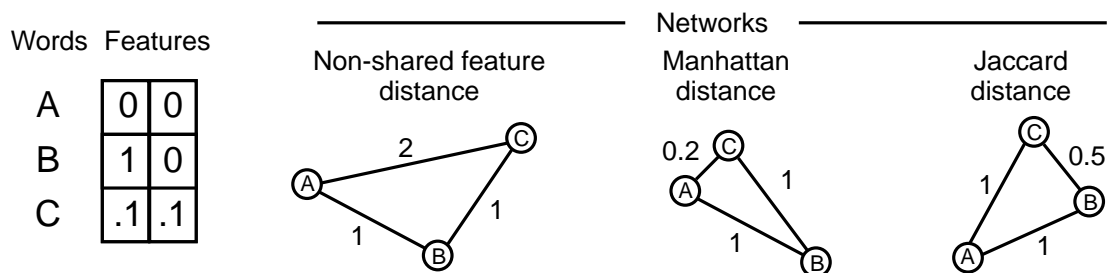 Networks
Words Features
Non-shared feature
distance
Manhattan
distance
Jaccard
distance
A 0 0
B 1 0
C .1 .1
A
2
C
1
B
1
0.2
C
A
1
1
B
C
1
0.5
B
A
1